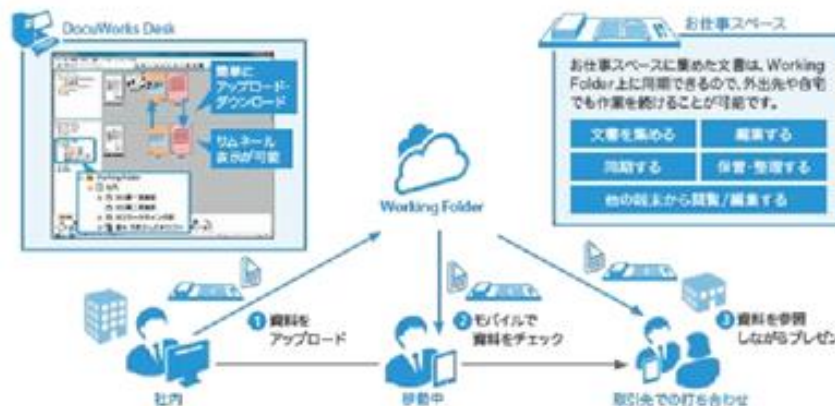 DocuWorks Desk
簡単に
アップロード・
ダウンロード
サムネール
表示が可能
Working Folder
お仕事スペース
お仕事スペースに集めた文書は、Working
Folder上に同期できるので、外出先や自宅
でも作業を続けることが可能です。
文書を集める
編集する
同期する
保管・整理する
他の端末から閲覧/編集する
Working Folder
1 資料を
アップロード
2 モバイルで
資料をチェック
3 資料を参照
しながらプレゼン
社内
移動中
取引先での打ち合わせ